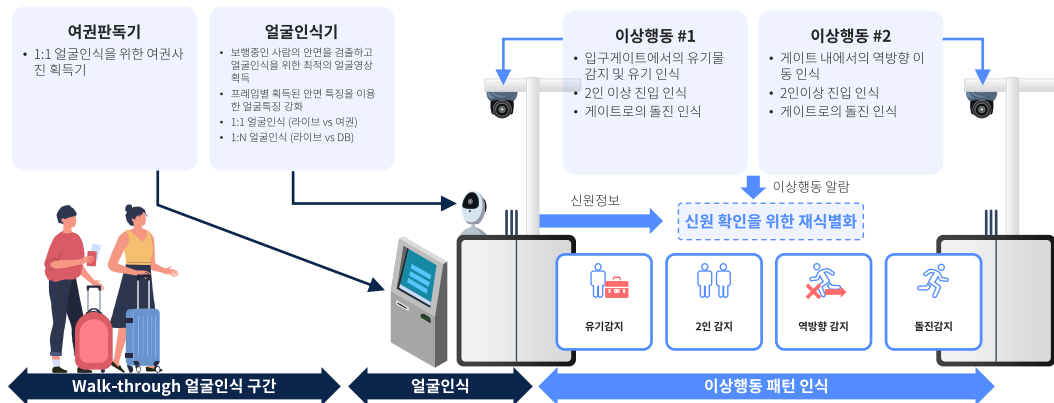 여권판독기
• 1:1 얼굴인식을 위한 여권사
진 획득기
얼굴인식기
• 보행중인 사람의 안면을 검출하고
얼굴인식을 위한 최적의 얼굴영상
획득
• 프레임별 획득된 안면 특징을 이용
한 얼굴특징 강화
• 1:1 얼굴인식 (라이브 vs 여권)
• 1:N 얼굴인식 (라이브 vs DB)
이상행동 #1
• 입구게이트에서의 유기물
감지 및 유기 인식
• 2인 이상 진입 인식
• 게이트로의 돌진 인식
이상행동 #2
• 게이트 내에서의 역방향 이
동 인식
• 2인이상 진입 인식
• 게이트로의 돌진 인식
이상행동 알람
신원정보
신원 확인을 위한 재식별화
유기감지
2인 감지
역방향 감지
돌진감지
Walk-through 얼굴인식 구간
얼굴인식
이상행동 패턴 인식